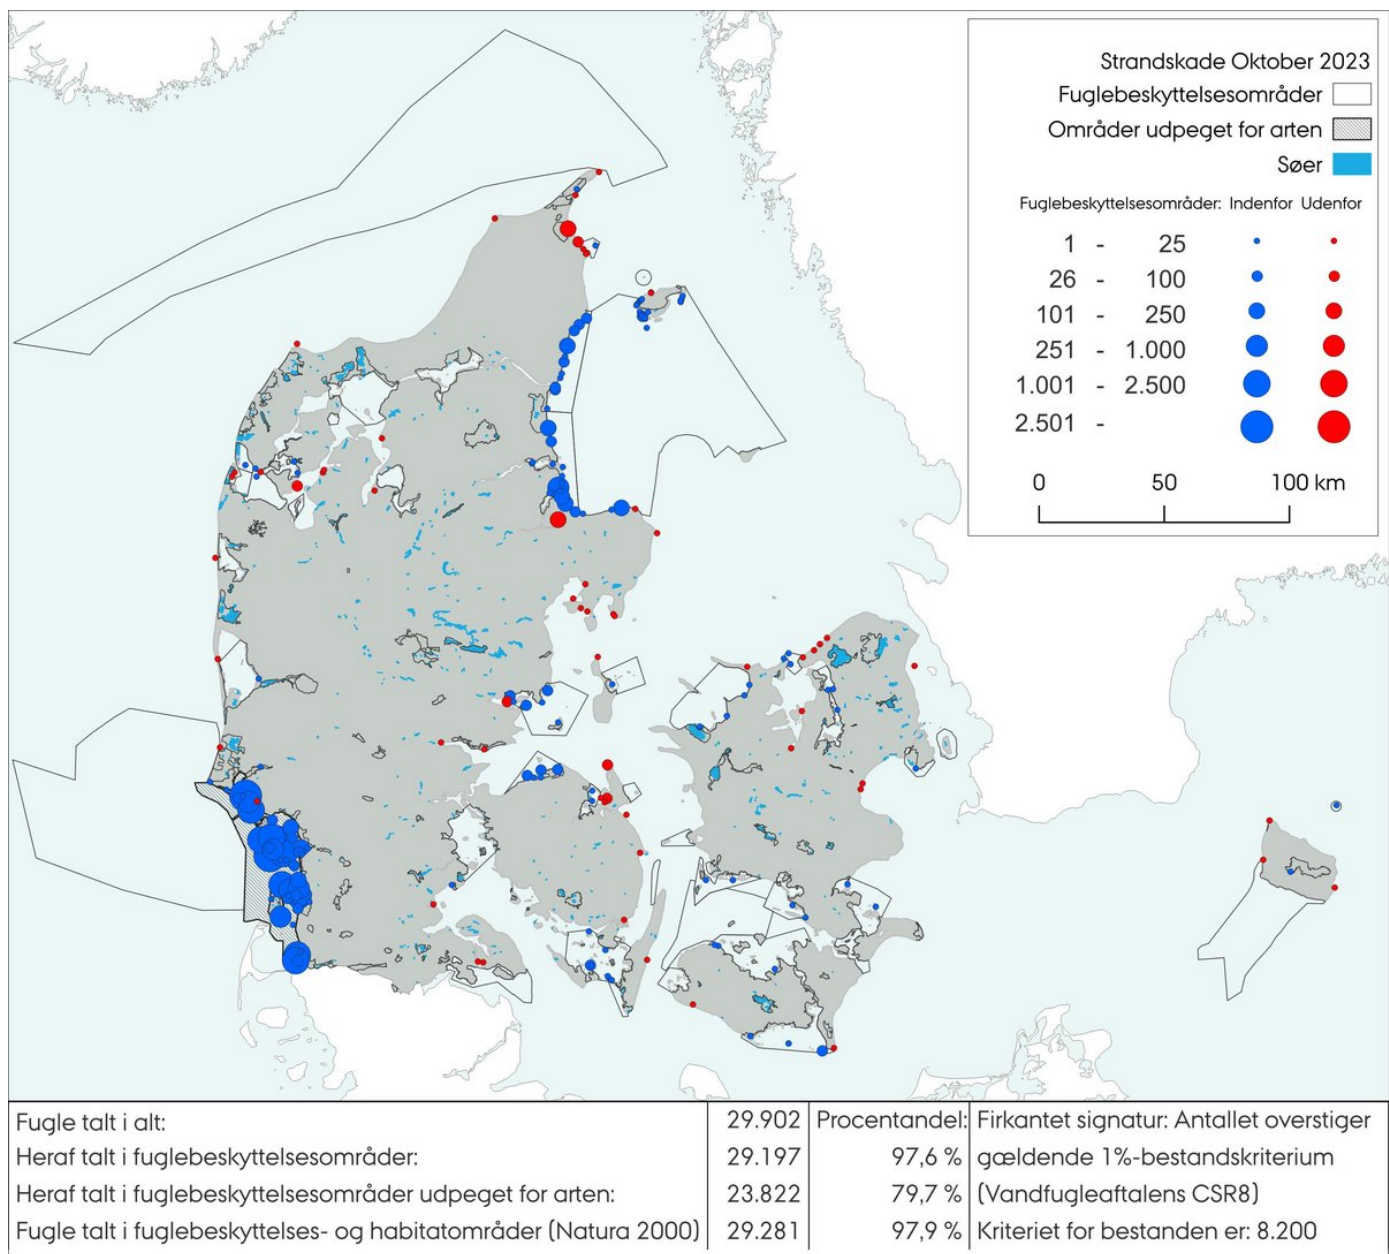 Strandskade Oktober 2023
Fuglebeskyttelsesområder
Områder udpeget for arten
Søer
Fuglebeskyttelsesområder: Indenfor Udenfor
1 - 25
26 - 100
101 - 250
251 - 1.000
1.001 - 2.500
2.501 -
0 50 100 km
Fugle talt i alt: 29.902 Procentandel: Firkantet signatur: Antallet overstiger
Heraf talt i fuglebeskyttelsesområder: 29.197 97,6 % gældende 1%-bestandskriterium
Heraf talt i fuglebeskyttelsesområder udpeget for arten: 23.822 79,7 % (Vandfugleaftalens CSR8)
Fugle talt i fuglebeskyttelses- og habitatområder (Natura 2000) 29.281 97,9 % Kriteriet for bestanden er: 8.200